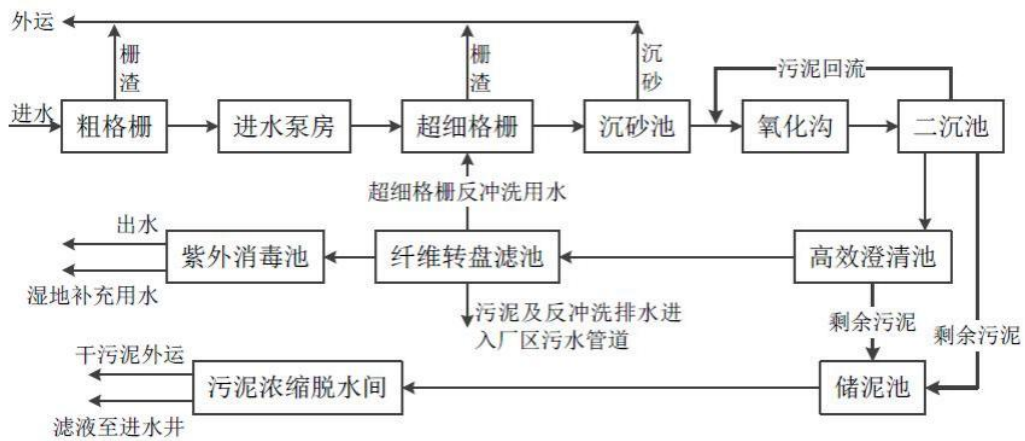 外运
栅渣
栅渣
沉砂
污泥回流
进水
粗格栅
进水泵房
超细格栅
沉砂池
氧化沟
二沉池
超细格栅反冲洗用水
出水
紫外消毒池
纤维转盘滤池
高效澄清池
湿地补充用水
污泥及反冲洗排水进
入厂区污水管道
剩余污泥
剩余污泥
干污泥外运
污泥浓缩脱水间
储泥池
滤液至进水井